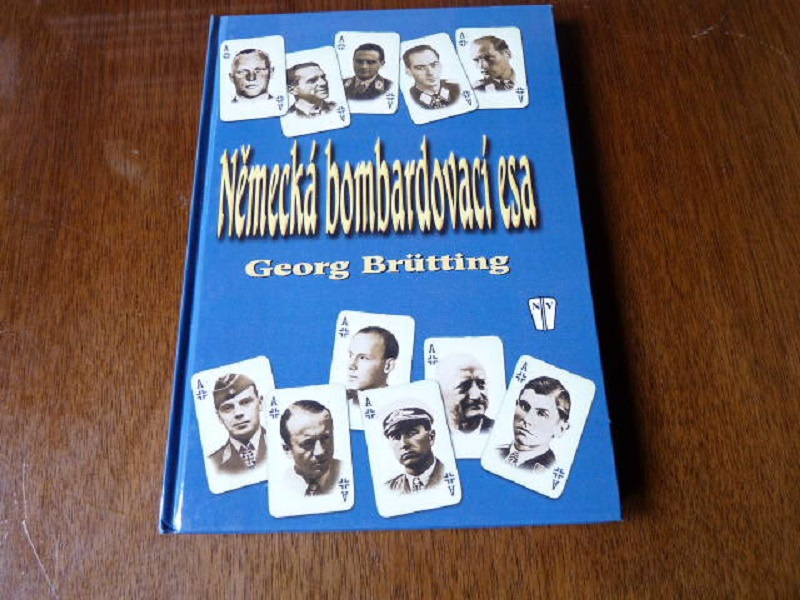 A A A A A
A A A A
Německá bombardovací esa
Georg Brütting
N Y
A
A A A A
A A A